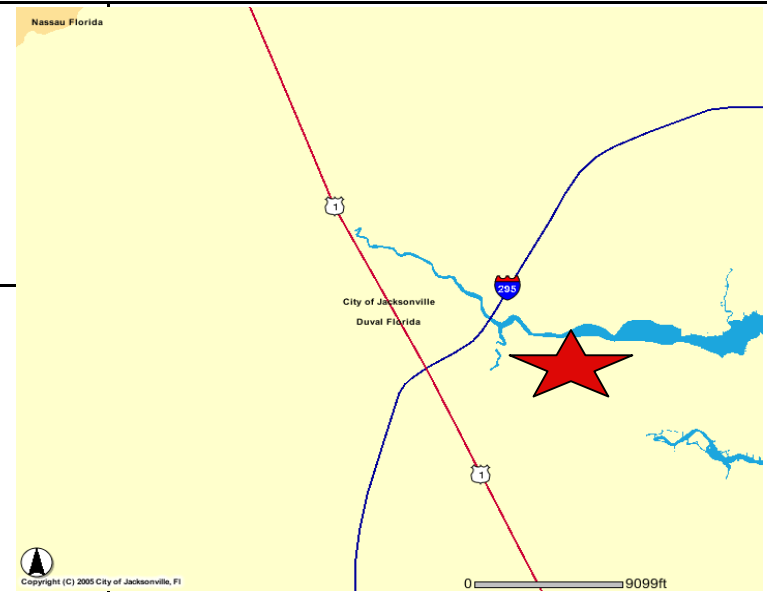 Nassau Florida
1
295
City of Jacksonville
Duval Florida
1
Copyright (C) 2005 City of Jacksonville, Fl
0 9099ft